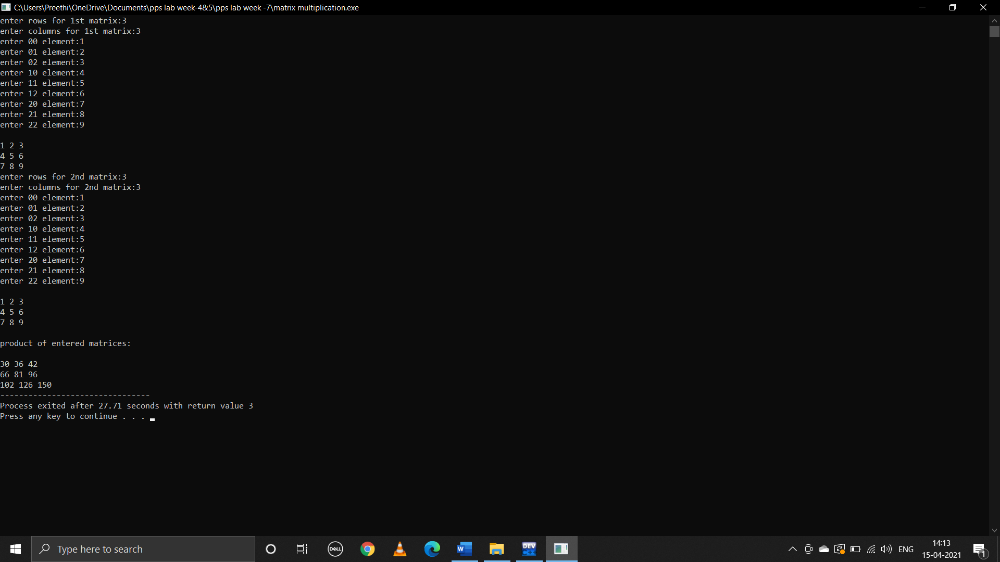 C:\Users\Preethi\OneDrive\Documents\pps lab week-4&5\pps lab week -7\matrix multiplication.exe
enter rows for 1st matrix:3
enter columns for 1st matrix:3
enter 00 element:1
enter 01 element:2
enter 02 element:3
enter 10 element:4
enter 11 element:5
enter 12 element:6
enter 20 element:7
enter 21 element:8
enter 22 element:9
1 2 3
4 5 6
7 8 9
enter rows for 2nd matrix:3
enter columns for 2nd matrix:3
enter 00 element:1
enter 01 element:2
enter 02 element:3
enter 10 element:4
enter 11 element:5
enter 12 element:6
enter 20 element:7
enter 21 element:8
enter 22 element:9
1 2 3
4 5 6
7 8 9
product of entered matrices:
30 36 42
66 81 96
102 126 150
--------------------------------
Process exited after 27.71 seconds with return value 3
Press any key to continue . . .
Type here to search
DELL
W
DEV
C++
ENG
14:13
15-04-2021
1